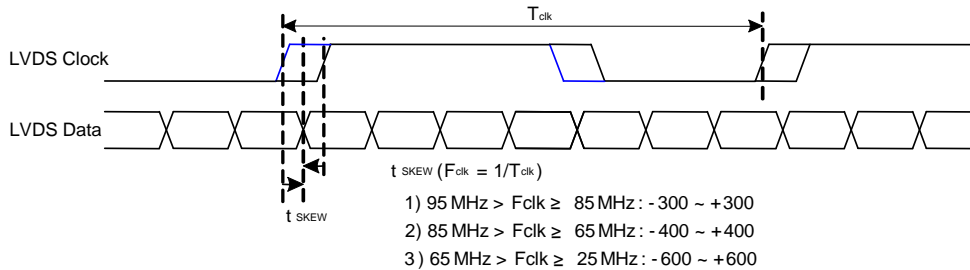 Tclk
LVDS Clock
LVDS Data
t SKEW (Fclk = 1/Tclk)
t SKEW
1) 95 MHz > Fclk ≥ 85 MHz : -300 ~ +300
2) 85 MHz > Fclk ≥ 65 MHz : -400 ~ +400
3) 65 MHz > Fclk ≥ 25 MHz : -600 ~ +600